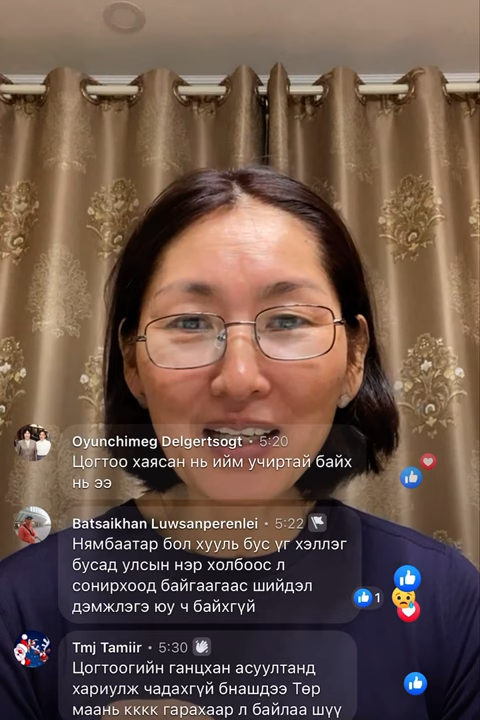 Oyunchimeg Delgertsogt • 5:20
Цогтоо хаясан нь ийм учиртай байх
нь ээ
Batsaikhan Luwsanperenlei • 5:22
Нямбаатар бол хууль бус үг хэллэг
бусад улсын нэр холбоос л
сонирхоод байгаагаас шийдэл
дэмжлэгэ юу ч байхгүй
1
Tmj Tamiir • 5:30
Цогтоогийн ганцхан асуултанд
хариулж чадахгүй бнашдээ Төр
маань кккк гарахаар л байлаа шүү